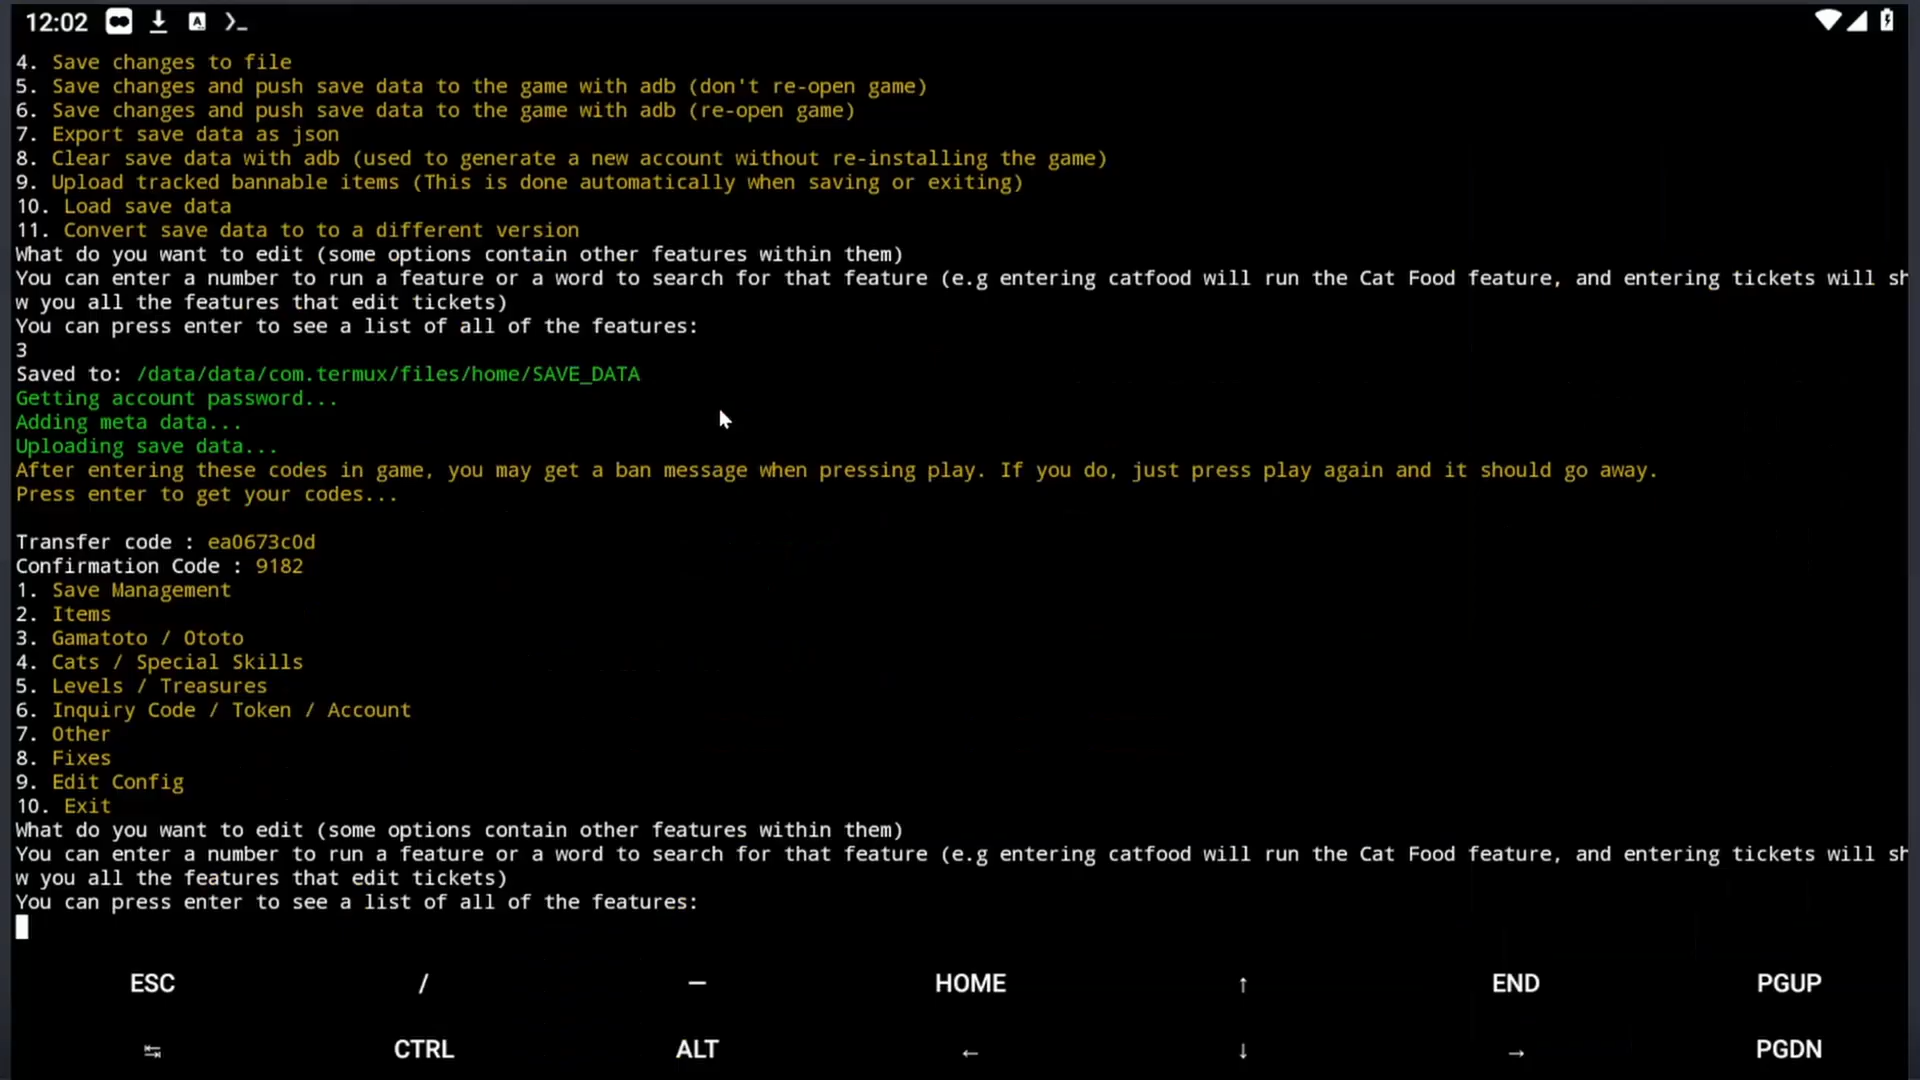 12:02
4. Save changes to file
5. Save changes and push save data to the game with adb (don't re-open game)
6. Save changes and push save data to the game with adb (re-open game)
7. Export save data as json
8. Clear save data with adb (used to generate a new account without re-installing the game)
9. Upload tracked bannable items (This is done automatically when saving or exiting)
10. Load save data
11. Convert save data to to a different version
What do you want to edit (some options contain other features within them)
You can enter a number to run a feature or a word to search for that feature (e.g entering catfood will run the Cat Food feature, and entering tickets will sh
w you all the features that edit tickets)
You can press enter to see a list of all of the features:
3
Saved to: /data/data/com.termux/files/home/SAVE_DATA
Getting account password...
Adding meta data...
Uploading save data...
After entering these codes in game, you may get a ban message when pressing play. If you do, just press play again and it should go away.
Press enter to get your codes...
Transfer code : ea0673c0d
Confirmation Code : 9182
1. Save Management
2. Items
3. Gamatoto / Ototo
4. Cats / Special Skills
5. Levels / Treasures
6. Inquiry Code / Token / Account
7. Other
8. Fixes
9. Edit Config
10. Exit
What do you want to edit (some options contain other features within them)
You can enter a number to run a feature or a word to search for that feature (e.g entering catfood will run the Cat Food feature, and entering tickets will sh
w you all the features that edit tickets)
You can press enter to see a list of all of the features:
ESC / — HOME ↑ END PGUP
↹ CTRL ALT ← ↓ → PGDN